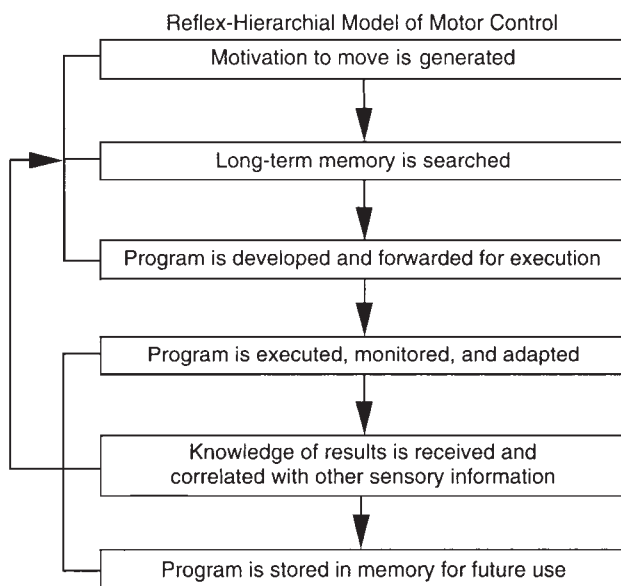 Reflex-Hierarchial Model of Motor Control
Motivation to move is generated
Long-term memory is searched
Program is developed and forwarded for execution
Program is executed, monitored, and adapted
Knowledge of results is received and
correlated with other sensory information
Program is stored in memory for future use